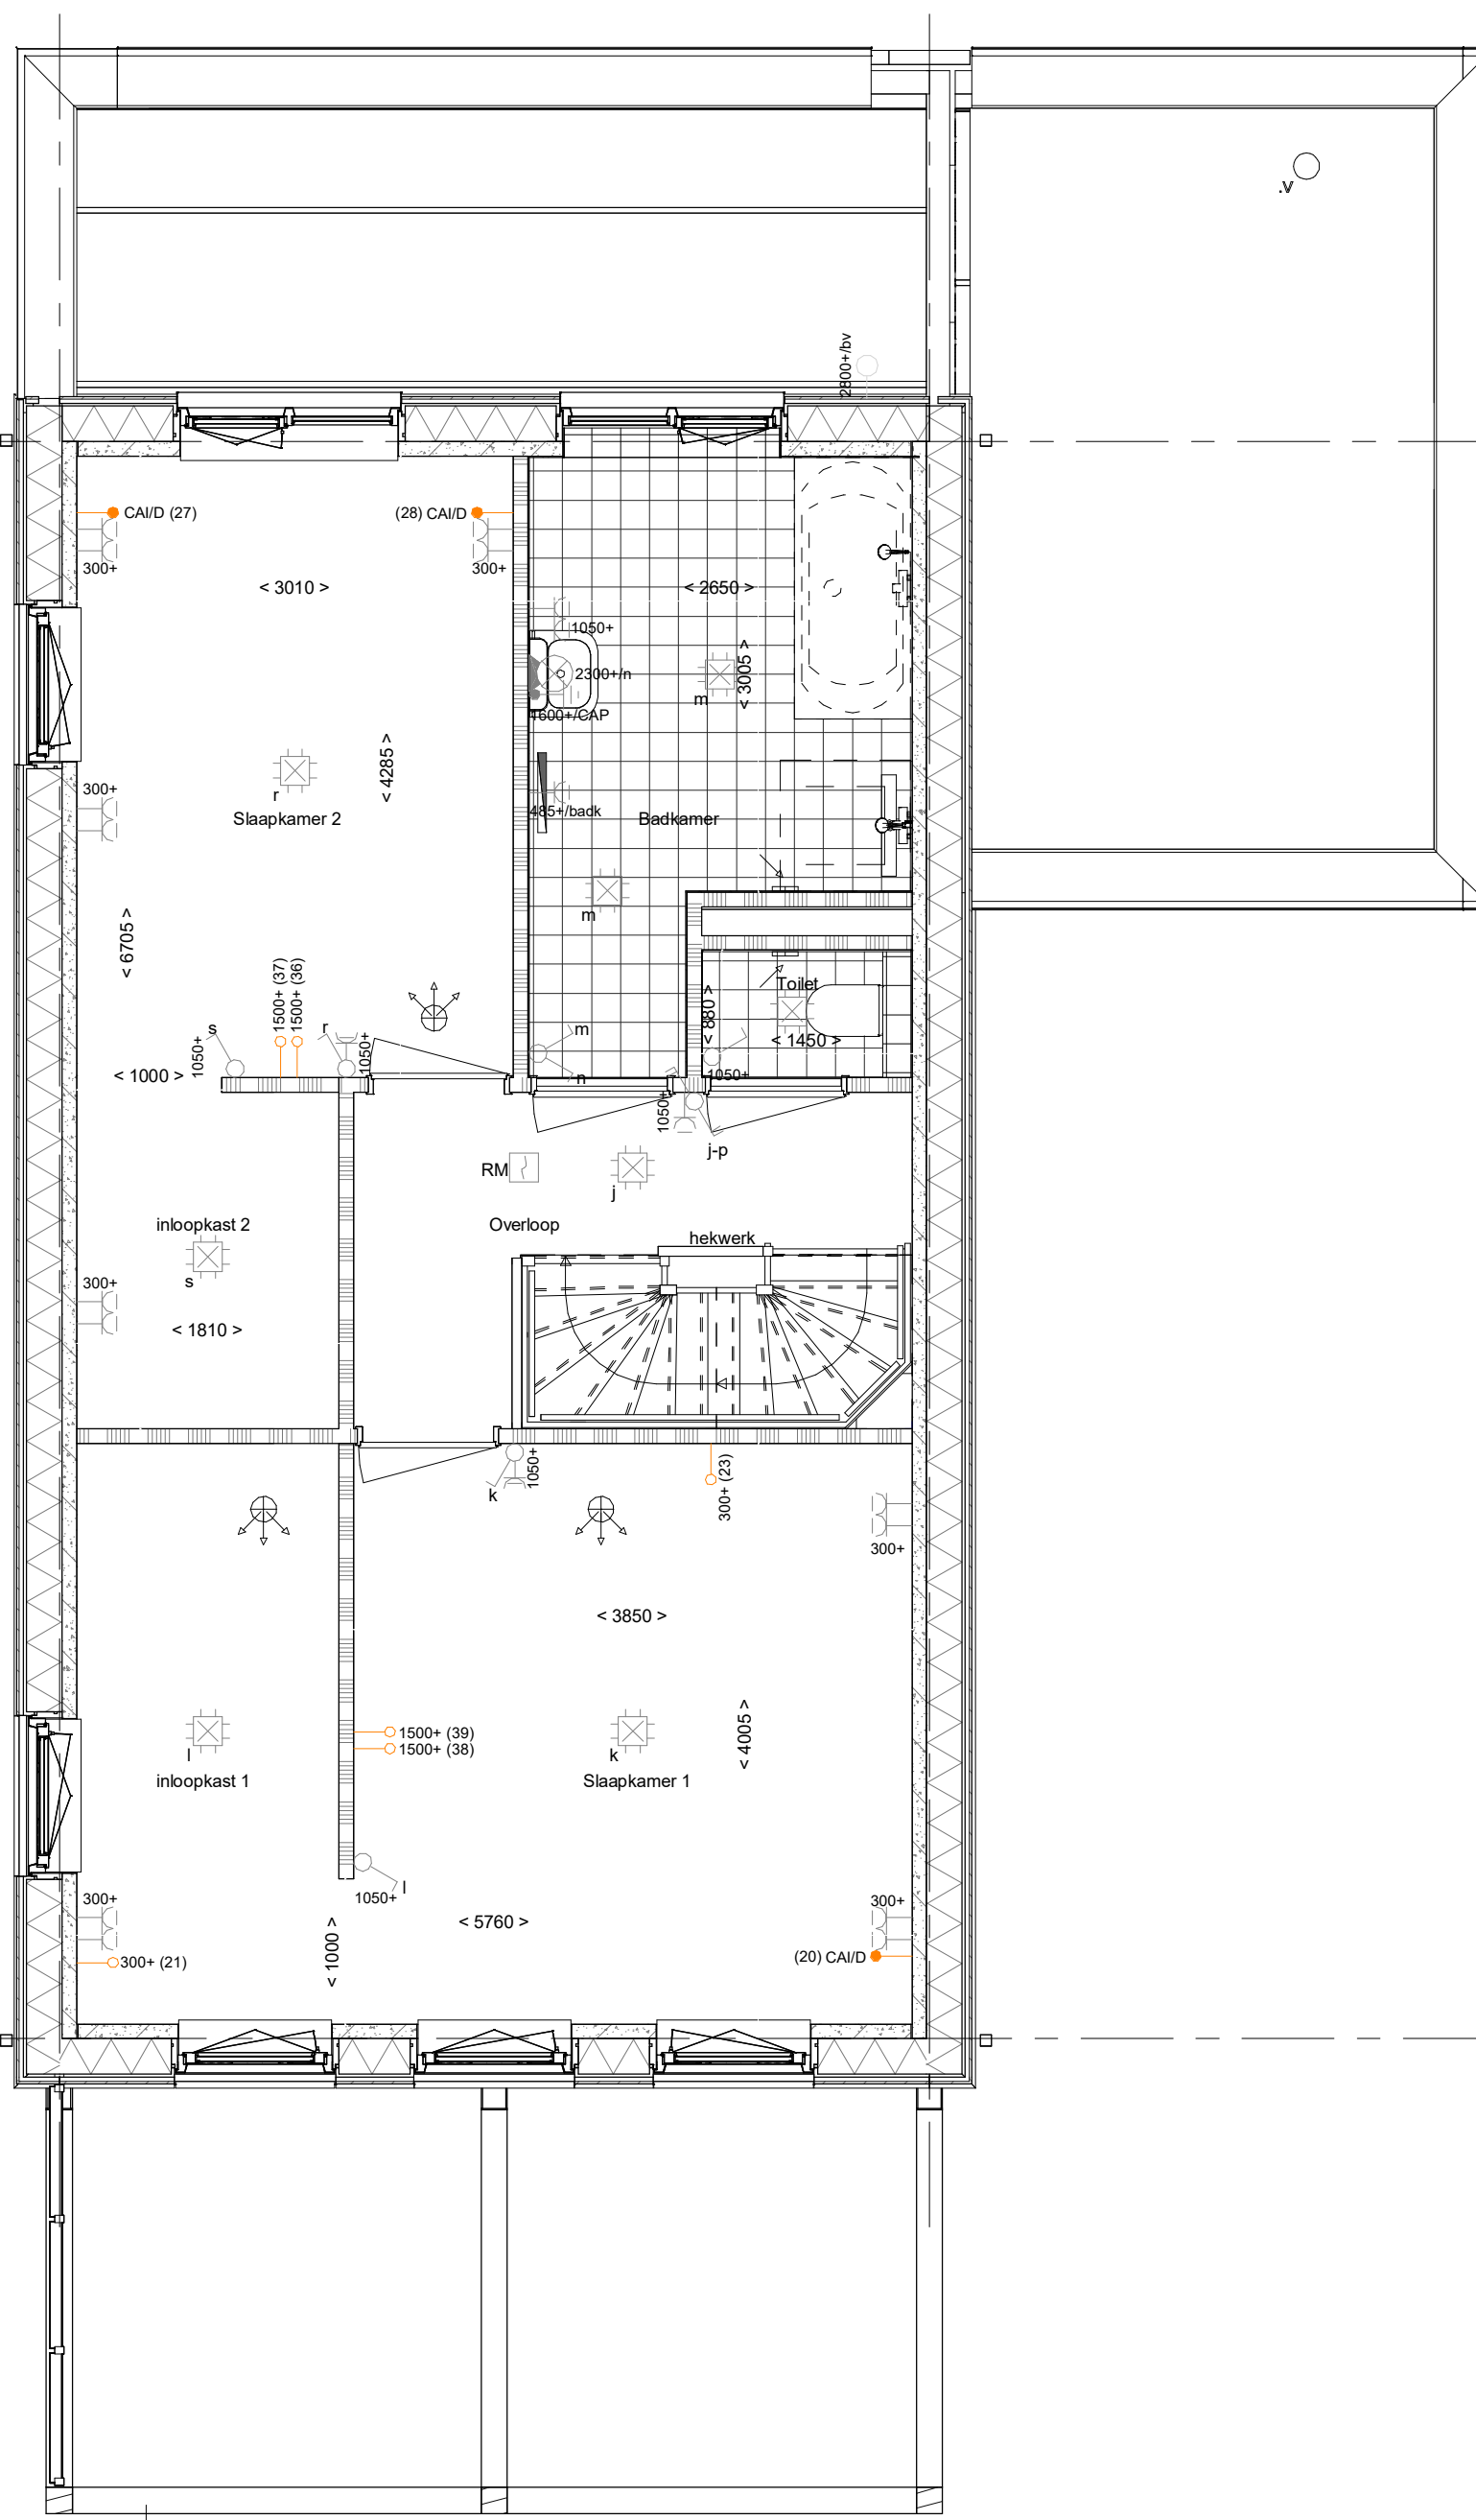 .V
2800+/bv
CAI/D (27)
(28) CAI/D
300+
300+
< 3010 >
< 2650 >
1050+
< 3005 >
2300+/n
m
1600+/CAP
< 4285 >
300+
r
485+/badk
Slaapkamer 2
Badkamer
m
< 6705 >
1500+ (37)
1500+ (36)
Toilet
< 880 >
s
r
m
1050+
1050+
< 1450 >
< 1000 >
n
1050+
1050+
j-p
RM
j
inloopkast 2
Overloop
hekwerk
s
300+
< 1810 >
1050+
300+ (23)
k
300+
< 3850 >
1500+ (39)
1500+ (38)
< 4005 >
l
k
inloopkast 1
Slaapkamer 1
l
1050+
300+
300+
< 5760 >
< 1000 >
300+ (21)
(20) CAI/D